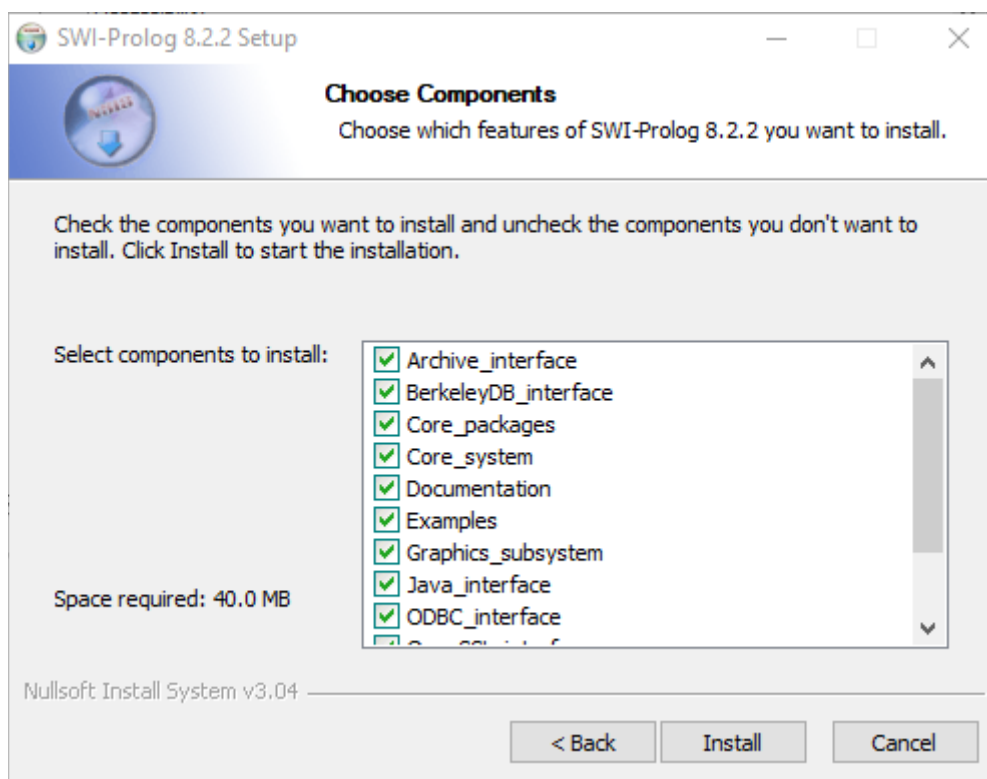 SWI-Prolog 8.2.2 Setup
Choose Components
Choose which features of SWI-Prolog 8.2.2 you want to install.
Check the components you want to install and uncheck the components you don't want to
install. Click Install to start the installation.
Select components to install:
Archive_interface
BerkeleyDB_interface
Core_packages
Core_system
Documentation
Examples
Graphics_subsystem
Java_interface
ODBC_interface
Space required: 40.0 MB
Nullsoft Install System v3.04
< Back
Install
Cancel